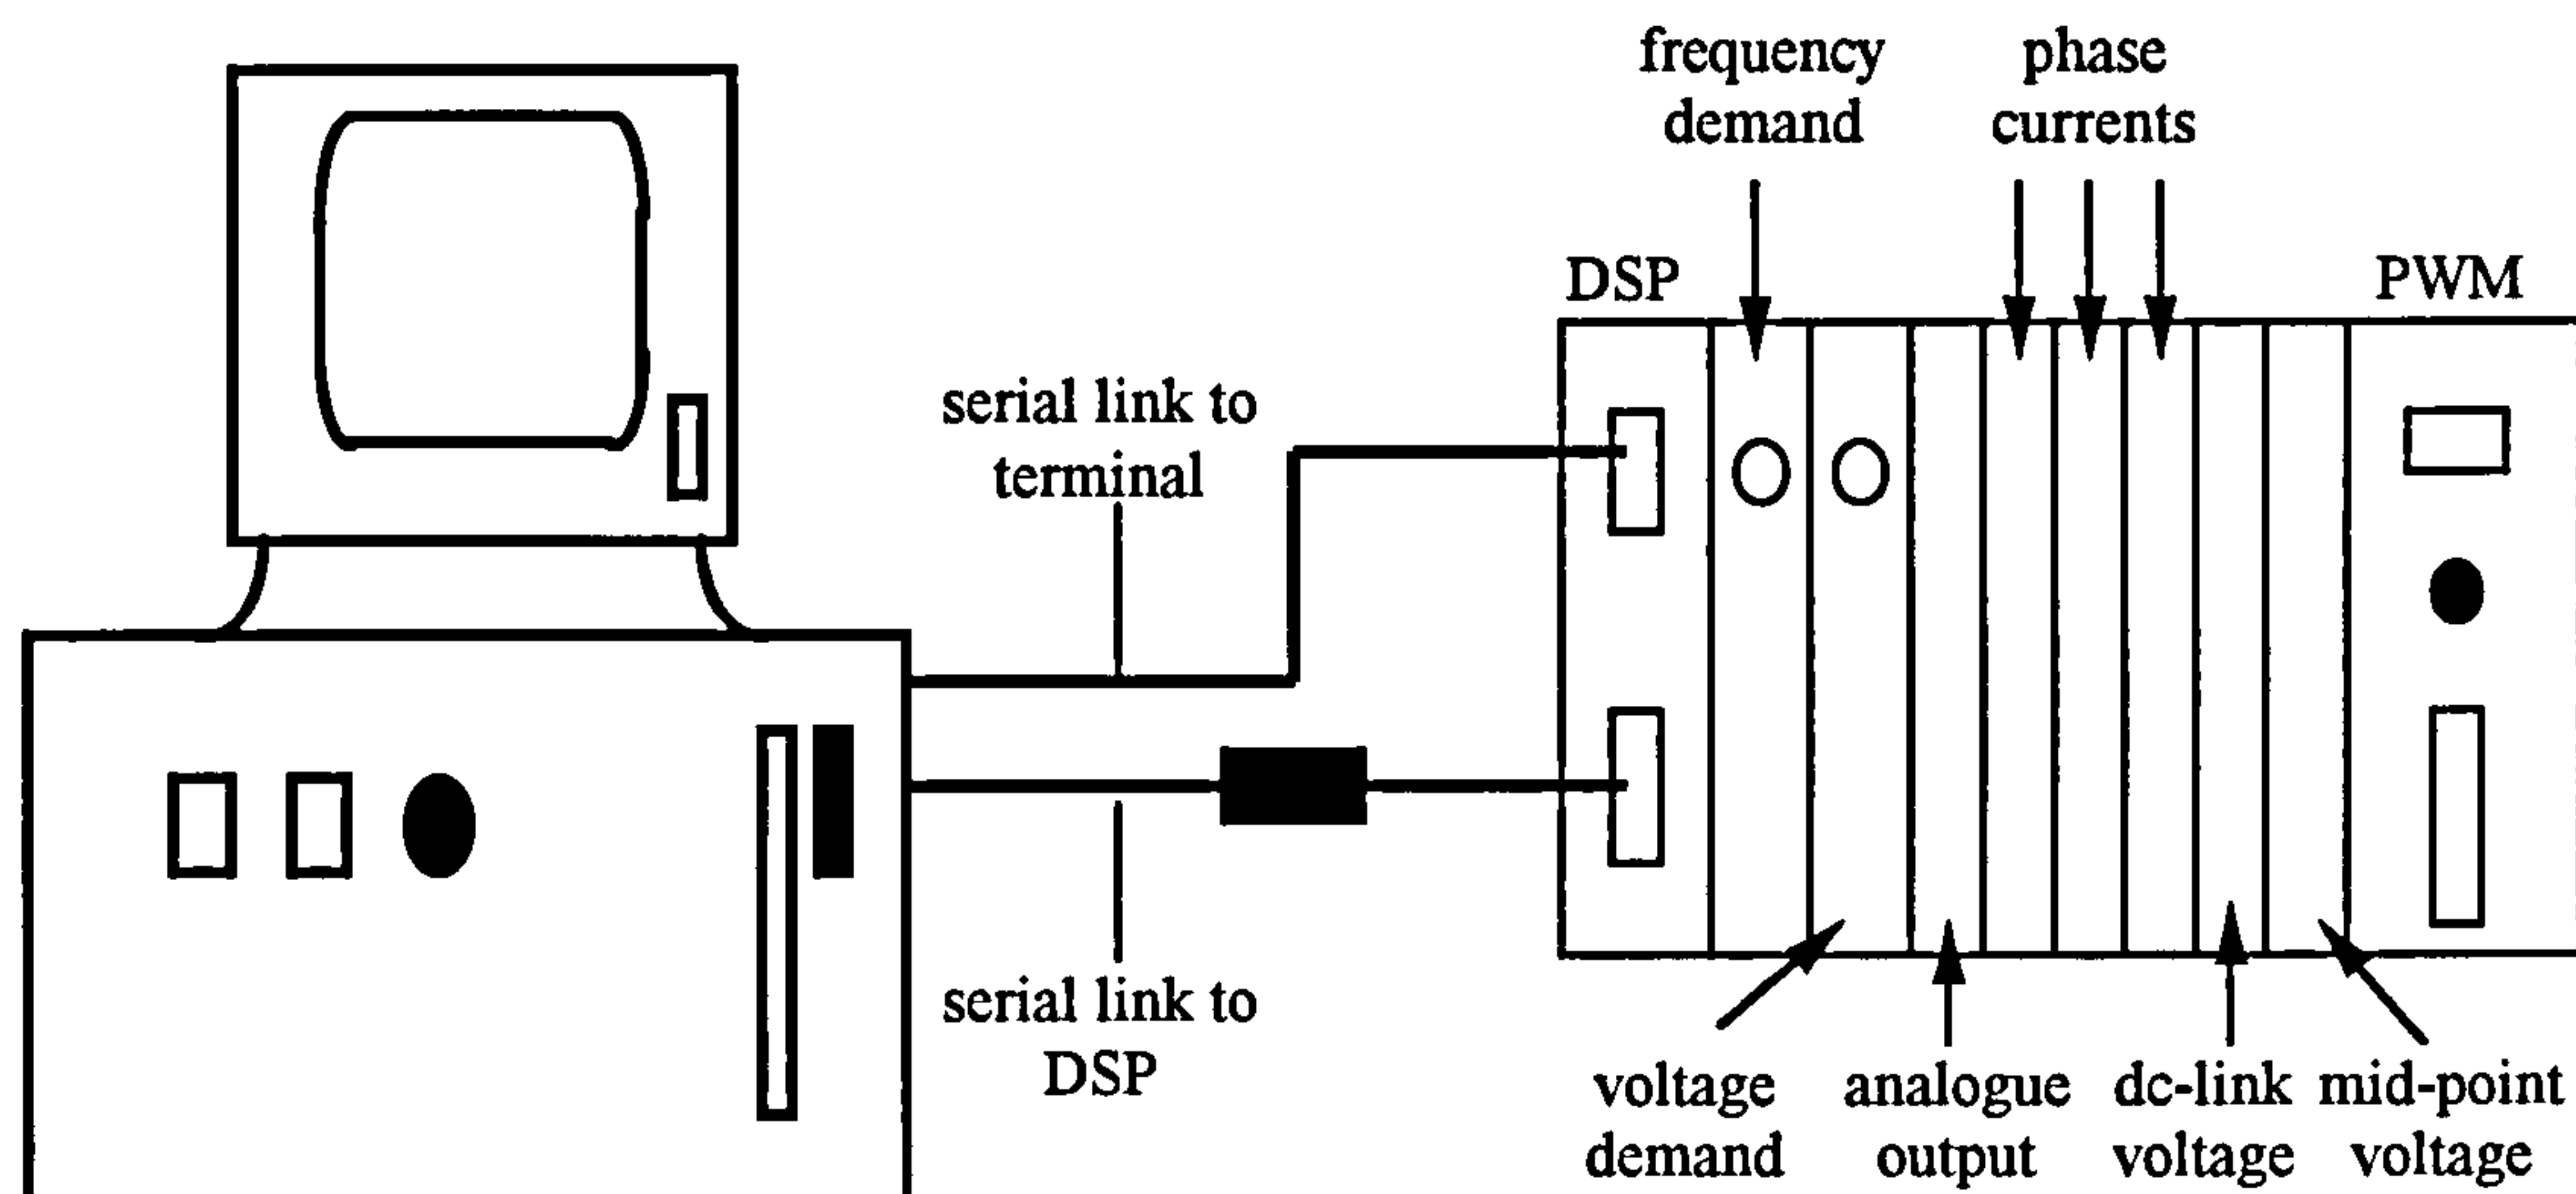 frequency
demand
phase
currents
DSP
PWM
serial link to
terminal
serial link to
DSP
voltage
demand
analogue
output
dc-link
voltage
mid-point
voltage